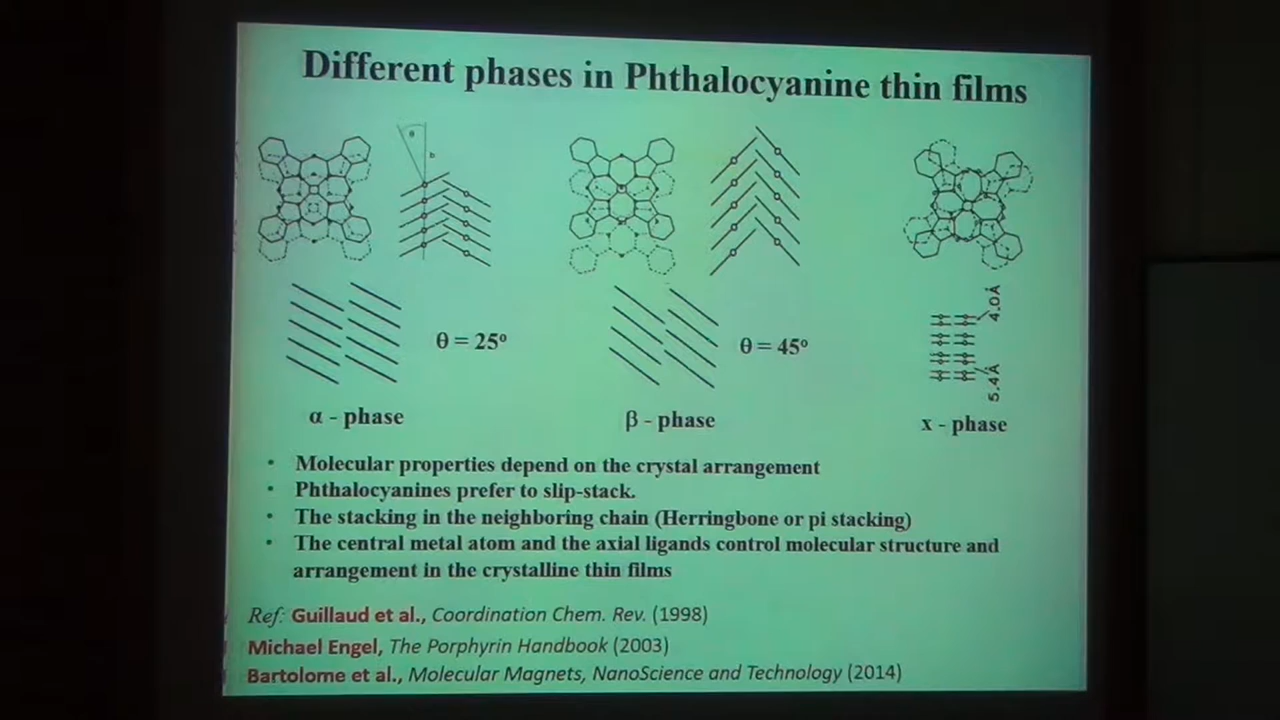 Different phases in Phthalocyanine thin films
θ
b
θ = 25°
θ = 45°
4.0Å
5.4Å
α - phase
β - phase
x - phase
• Molecular properties depend on the crystal arrangement
• Phthalocyanines prefer to slip-stack.
• The stacking in the neighboring chain (Herringbone or pi stacking)
• The central metal atom and the axial ligands control molecular structure and
arrangement in the crystalline thin films
Ref: Guillaud et al., Coordination Chem. Rev. (1998)
Michael Engel, The Porphyrin Handbook (2003)
Bartolome et al., Molecular Magnets, NanoScience and Technology (2014)